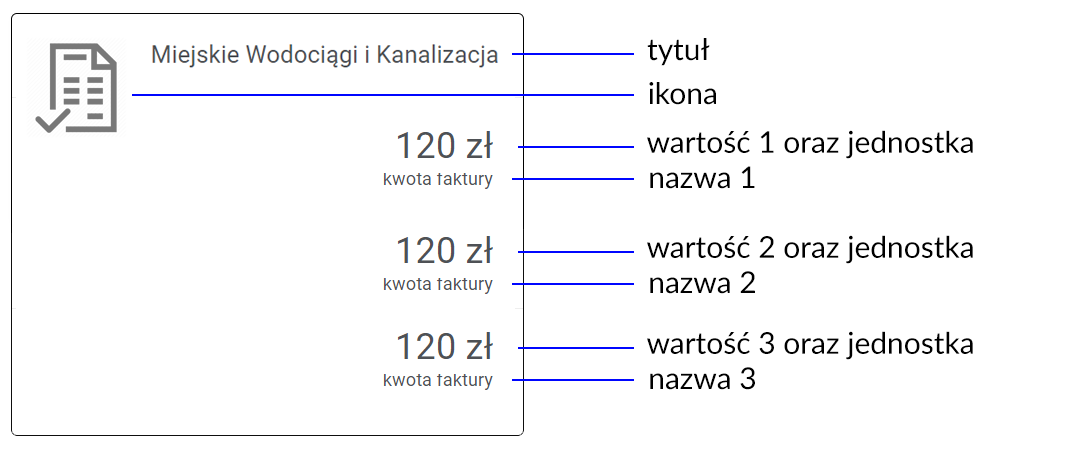 Miejskie Wodociągi i Kanalizacja
tytuł
ikona
120 zł
wartość 1 oraz jednostka
kwota faktury
nazwa 1
120 zł
wartość 2 oraz jednostka
kwota faktury
nazwa 2
120 zł
wartość 3 oraz jednostka
kwota faktury
nazwa 3